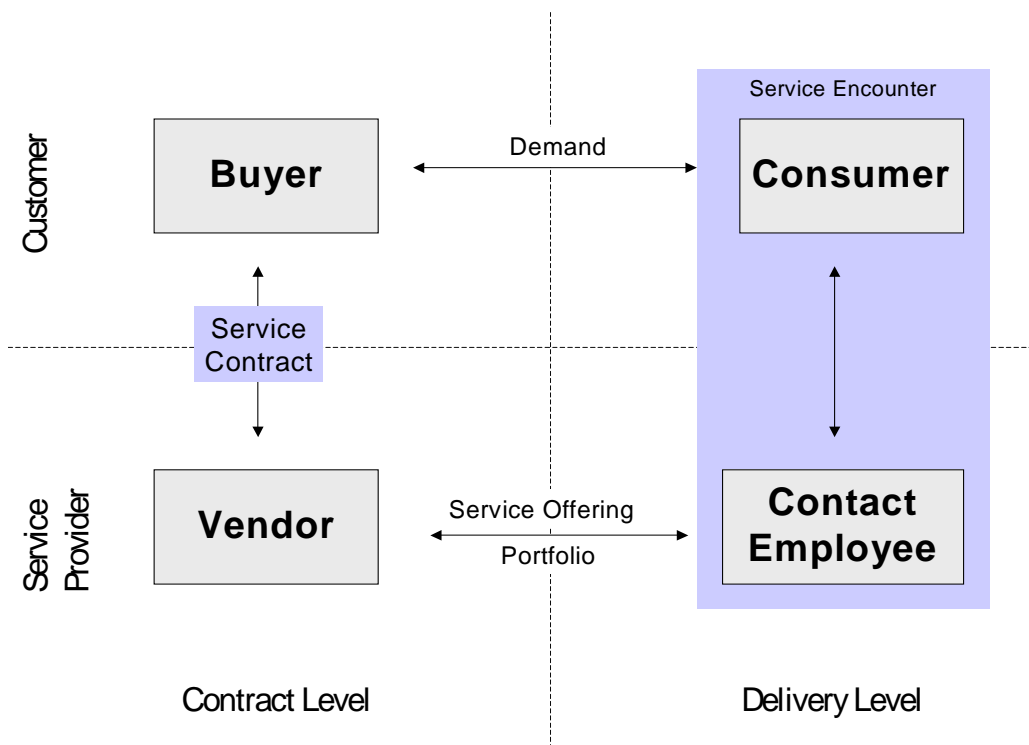 Service Encounter
Customer
Buyer
Demand
Consumer
Service
Contract
Service
Provider
Vendor
Service Offering
Portfolio
Contact
Employee
Contract Level
Delivery Level